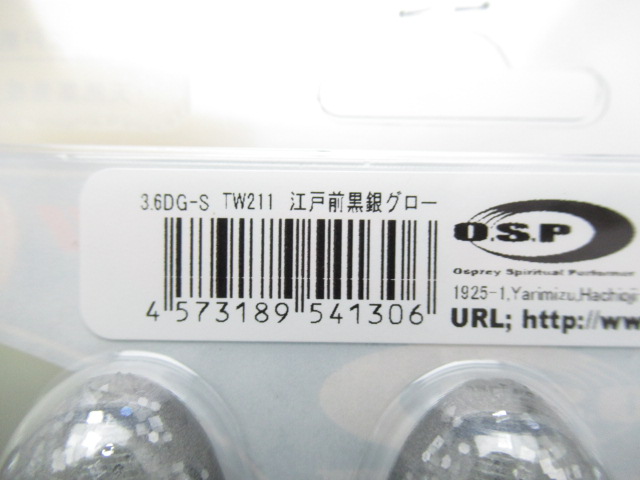 3.6DG-S TW211 江戸前黒銀グロー
O.S.P
Osprey Spiritual Performer
4 573189 541306
1925-1,Yarimizu,Hachioji
URL; http://ww